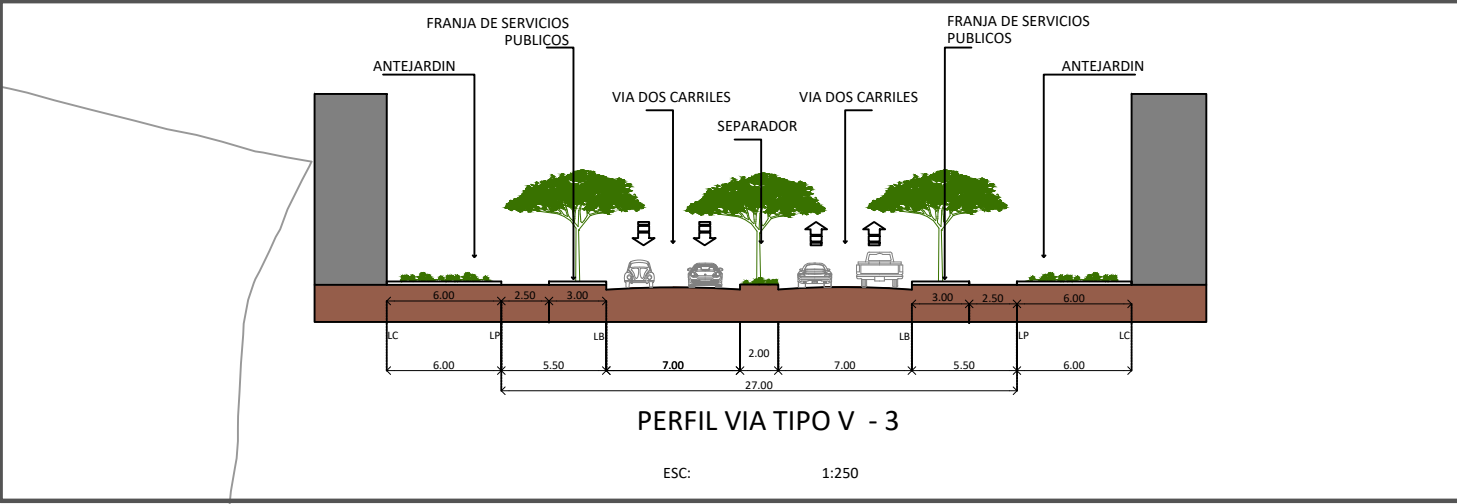 FRANJA DE SERVICIOS
PUBLICOS
FRANJA DE SERVICIOS
PUBLICOS
ANTEJARDIN
ANTEJARDIN
VIA DOS CARRILES
VIA DOS CARRILES
SEPARADOR
6.00
2.50
3.00
3.00
2.50
6.00
LC
LP
LB
LB
LP
LC
2.00
6.00
5.50
7.00
7.00
5.50
6.00
27.00
PERFIL VIA TIPO V - 3
ESC: 1:250